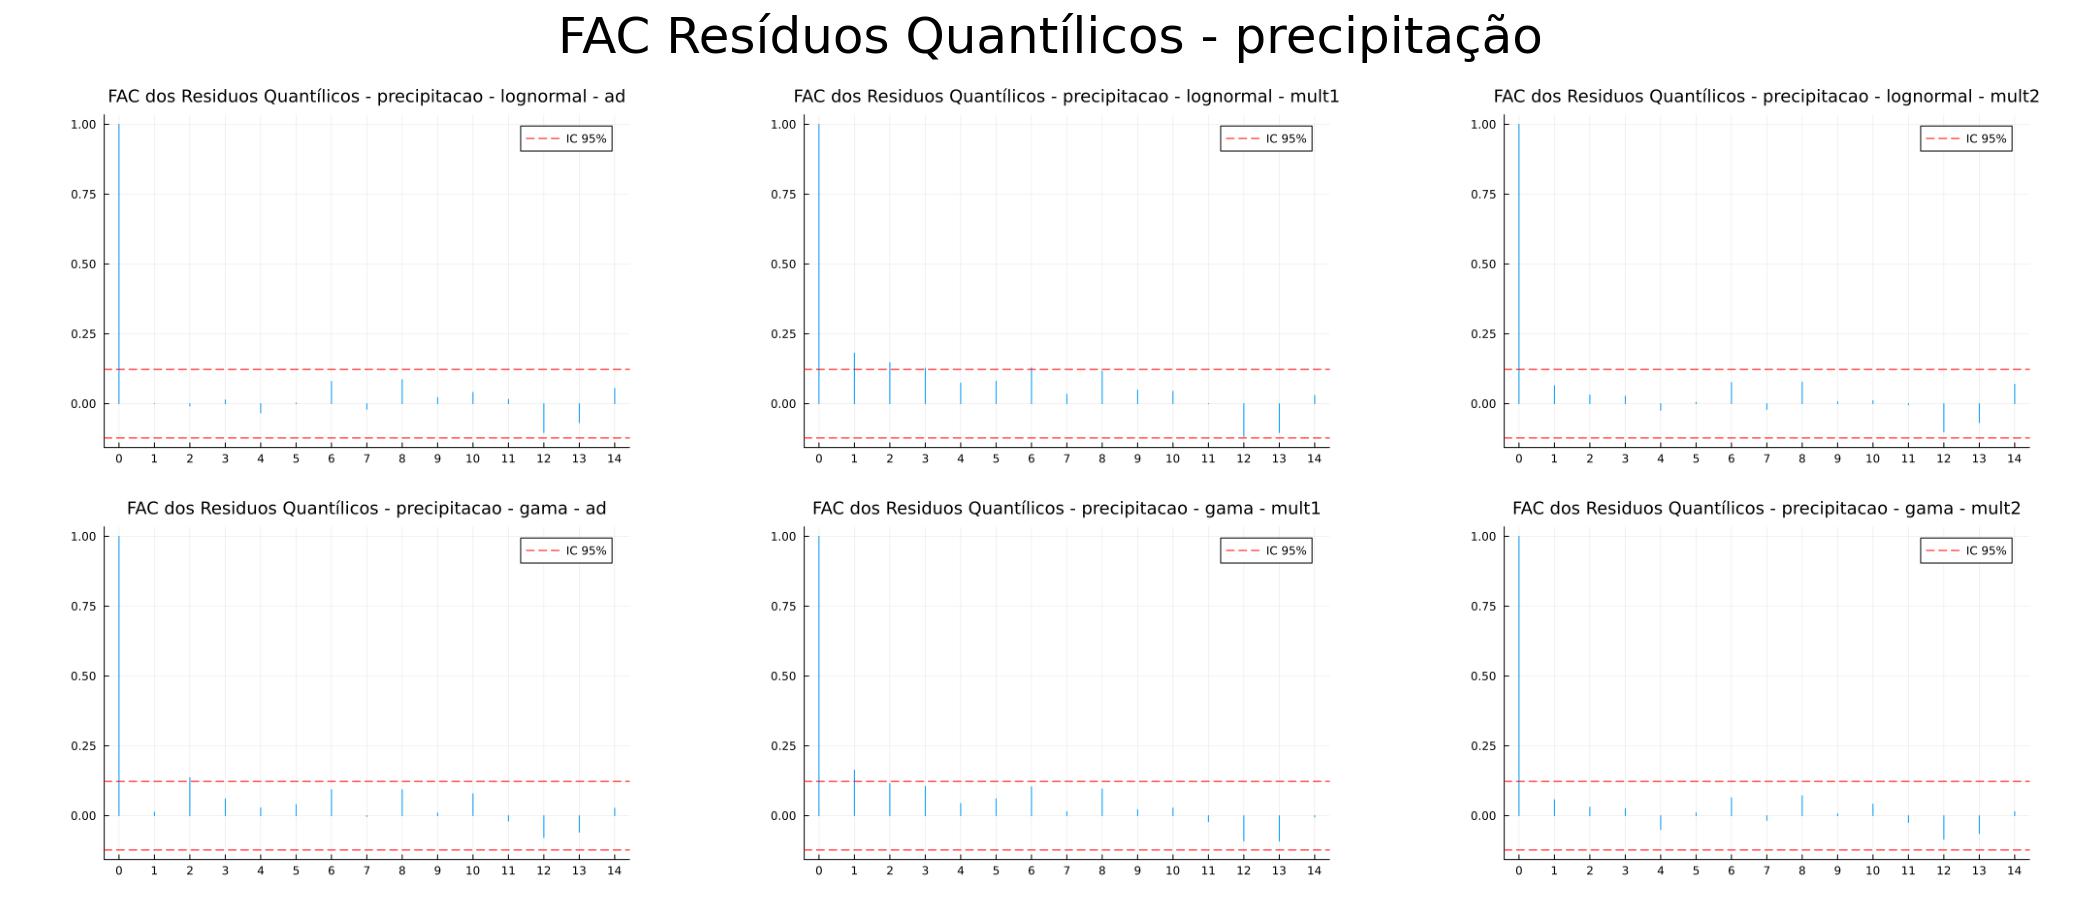 FAC Resíduos Quantílicos - precipitação
FAC dos Residuos Quantílicos - precipitacao - lognormal - ad
1.00
0.75
0.50
0.25
0.00
IC 95%
0 1 2 3 4 5 6 7 8 9 10 11 12 13 14
FAC dos Residuos Quantílicos - precipitacao - lognormal - mult1
1.00
0.75
0.50
0.25
0.00
IC 95%
0 1 2 3 4 5 6 7 8 9 10 11 12 13 14
FAC dos Residuos Quantílicos - precipitacao - lognormal - mult2
1.00
0.75
0.50
0.25
0.00
IC 95%
0 1 2 3 4 5 6 7 8 9 10 11 12 13 14
FAC dos Residuos Quantílicos - precipitacao - gama - ad
1.00
0.75
0.50
0.25
0.00
IC 95%
0 1 2 3 4 5 6 7 8 9 10 11 12 13 14
FAC dos Residuos Quantílicos - precipitacao - gama - mult1
1.00
0.75
0.50
0.25
0.00
IC 95%
0 1 2 3 4 5 6 7 8 9 10 11 12 13 14
FAC dos Residuos Quantílicos - precipitacao - gama - mult2
1.00
0.75
0.50
0.25
0.00
IC 95%
0 1 2 3 4 5 6 7 8 9 10 11 12 13 14